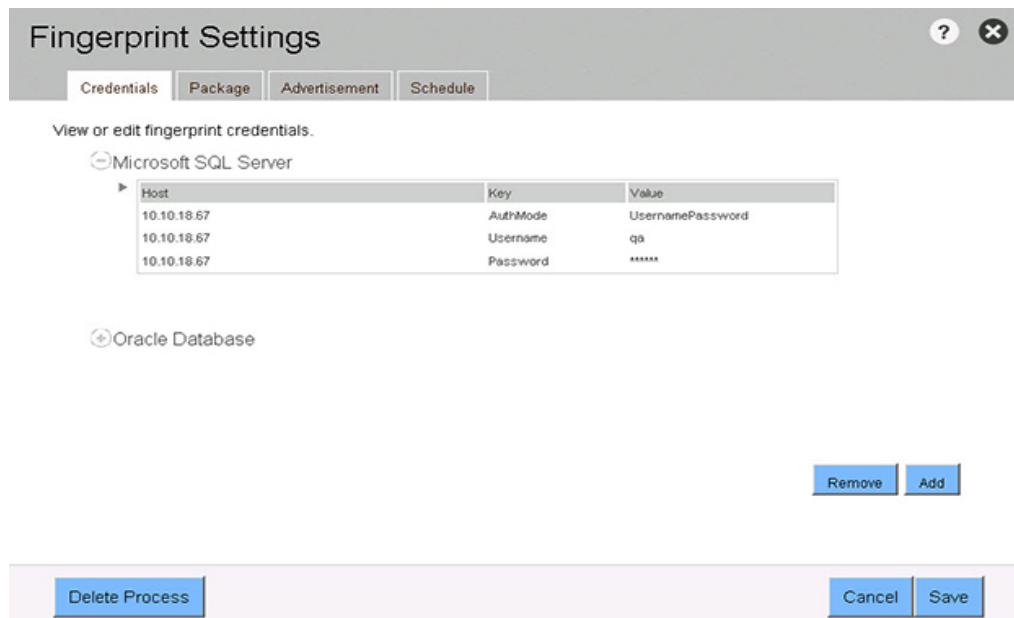 Fingerprint Settings
?
Credentials Package Advertisement Schedule
View or edit fingerprint credentials.
Microsoft SQL Server
Host Key Value
10.10.18.67 AuthMode UsernamePassword
10.10.18.67 Username qa
10.10.18.67 Password ******
Oracle Database
Remove Add
Delete Process Cancel Save